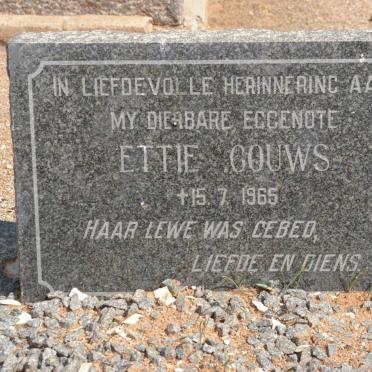 IN LIEFDEVOLLE HERINNERING AA
MY DIERBARE EGGENOTE
ETTIE GOUWS
+15.7.1965
HAAR LEWE WAS GEBED,
LIEFDE EN DIENS